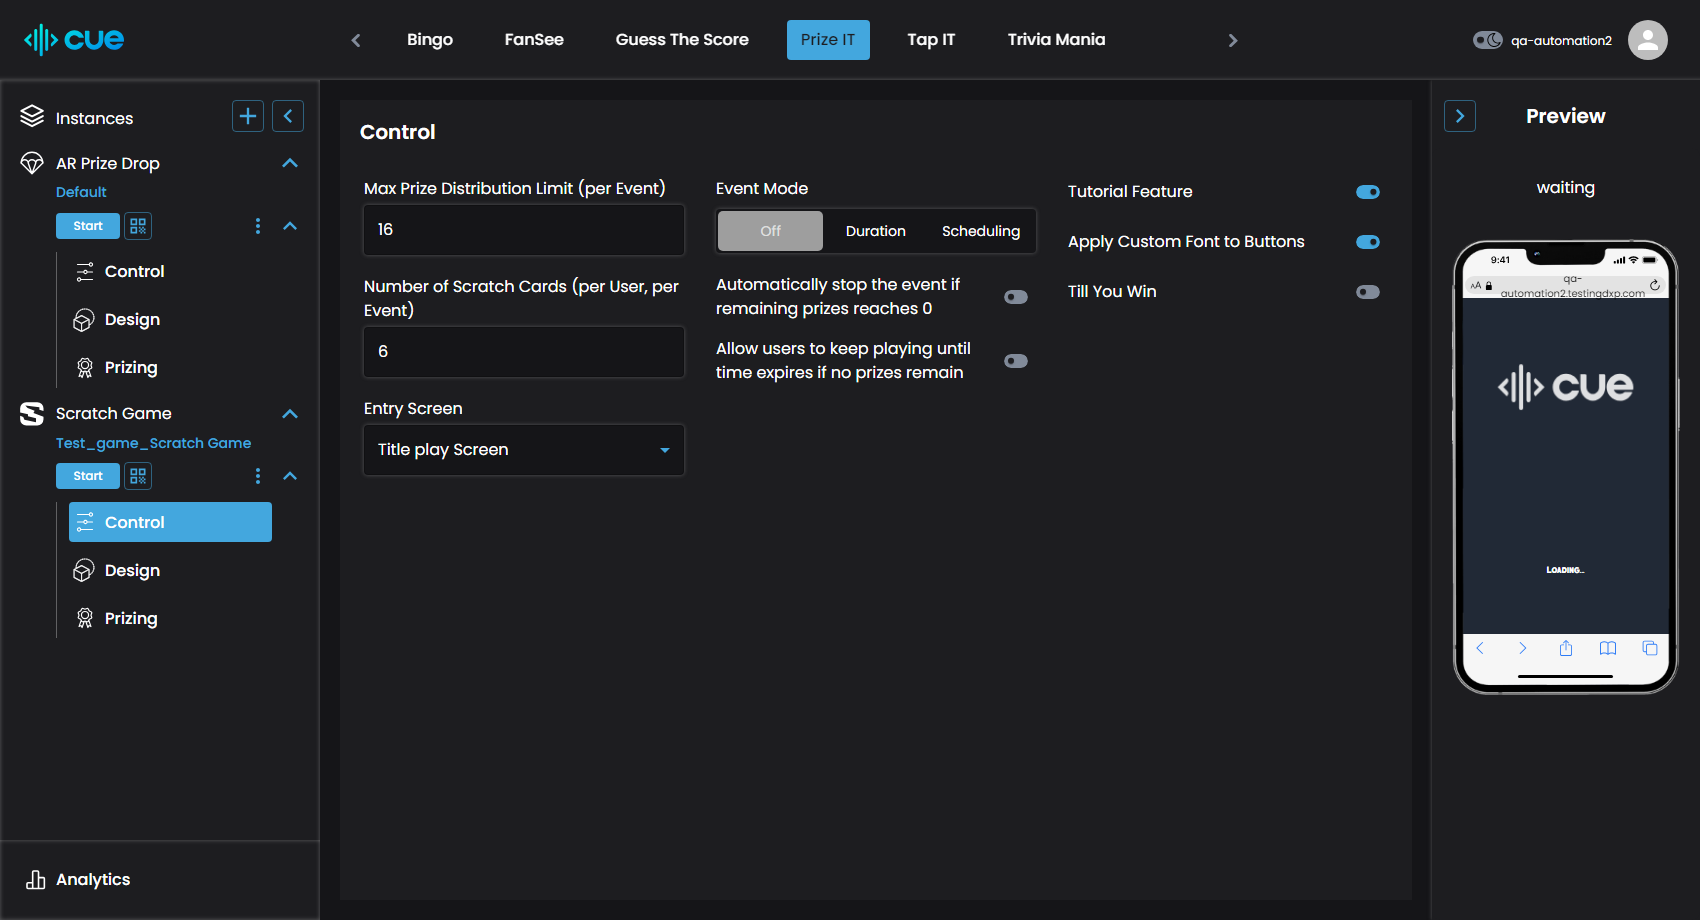 cue
Bingo
FanSee
Guess The Score
Prize IT
Tap IT
Trivia Mania
qa-automation2
Instances
AR Prize Drop
Default
Start
Control
Design
Prizing
Scratch Game
Test_game_Scratch Game
Start
Control
Design
Prizing
Analytics
Control
Max Prize Distribution Limit (per Event)
16
Number of Scratch Cards (per User, per
Event)
6
Entry Screen
Title play Screen
Event Mode
Off
Duration
Scheduling
Automatically stop the event if
remaining prizes reaches 0
Allow users to keep playing until
time expires if no prizes remain
Tutorial Feature
Apply Custom Font to Buttons
Till You Win
Preview
waiting
9:41
AA
qa-
automation2.testingdxp.com
cue
LOADING...